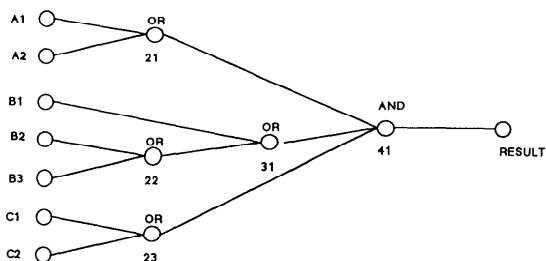 A1
OR
A2
21
AND
B1
OR
B2
OR
41
RESULT
31
B3
22
C1
OR
C2
23